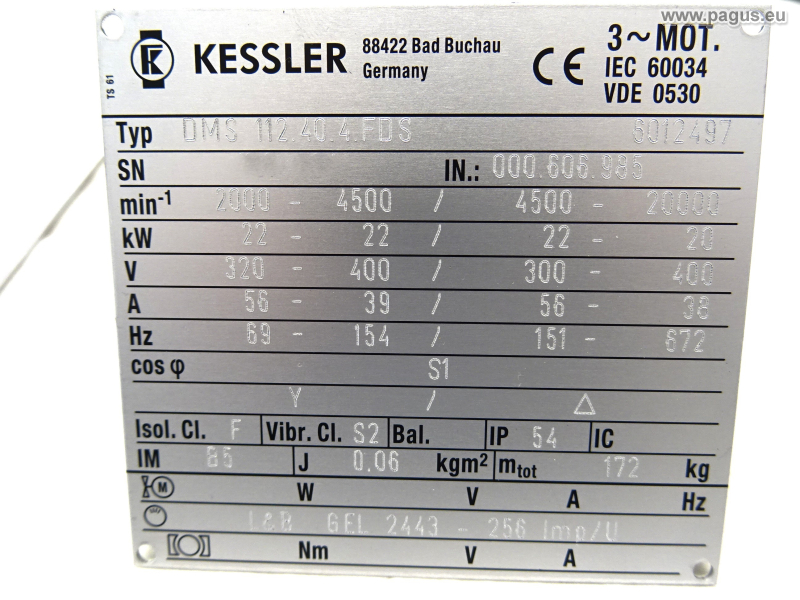 www.pagus.eu
TS 61
KESSLER 88422 Bad Buchau
Germany
CE
3~MOT.
IEC 60034
VDE 0530
Typ DMS 112.40.4.FDS 6012497
SN IN.: 000.606.985
min-1 2000 - 4500 / 4500 - 20000
kW 22 - 22 / 22 - 20
V 320 - 400 / 300 - 400
A 56 - 39 / 56 - 38
Hz 69 - 154 / 151 - 672
cos φ S1
Y / △
Isol. Cl. F Vibr. Cl. S2 Bal. IP 54 IC
IM B5 J 0.06 kgm² mtot 172 kg
M W V A Hz
L&B GEL 2443 - 256 Imp/U
Nm V A